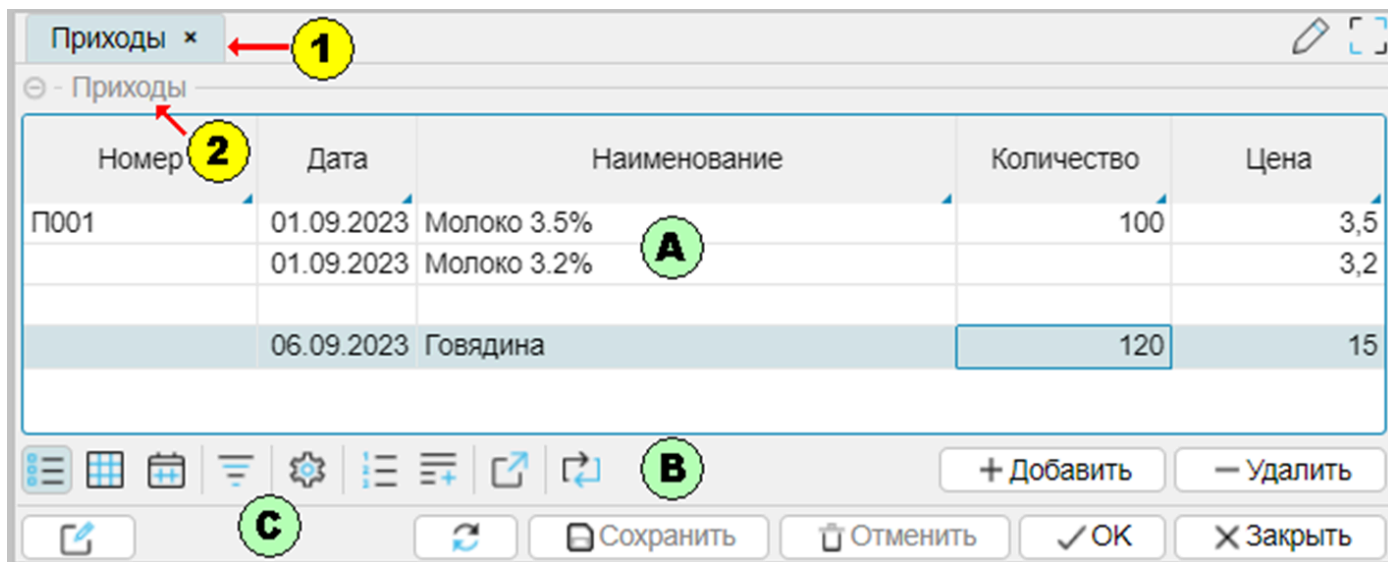 Приходы × 1
- Приходы
Номер 2 Дата Наименование Количество Цена
П001 01.09.2023 Молоко 3.5% 100 3,5
A
01.09.2023 Молоко 3.2% 3,2
06.09.2023 Говядина 120 15
B + Добавить — Удалить
C Сохранить Отменить ОК Закрыть